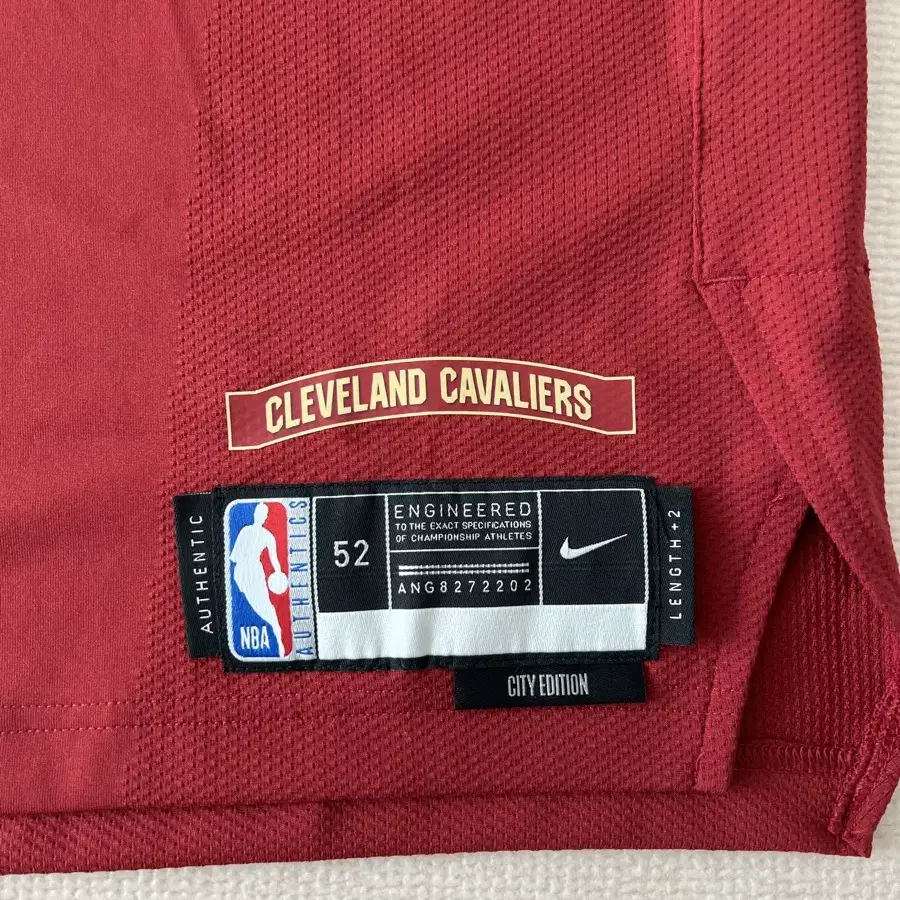 CLEVELAND CAVALIERS
AUTHENTIC
NBA
AUTHENTICS
52
ENGINEERED
TO THE EXACT SPECIFICATIONS
OF CHAMPIONSHIP ATHLETES
ANG8272202
LENGTH+2
CITY EDITION